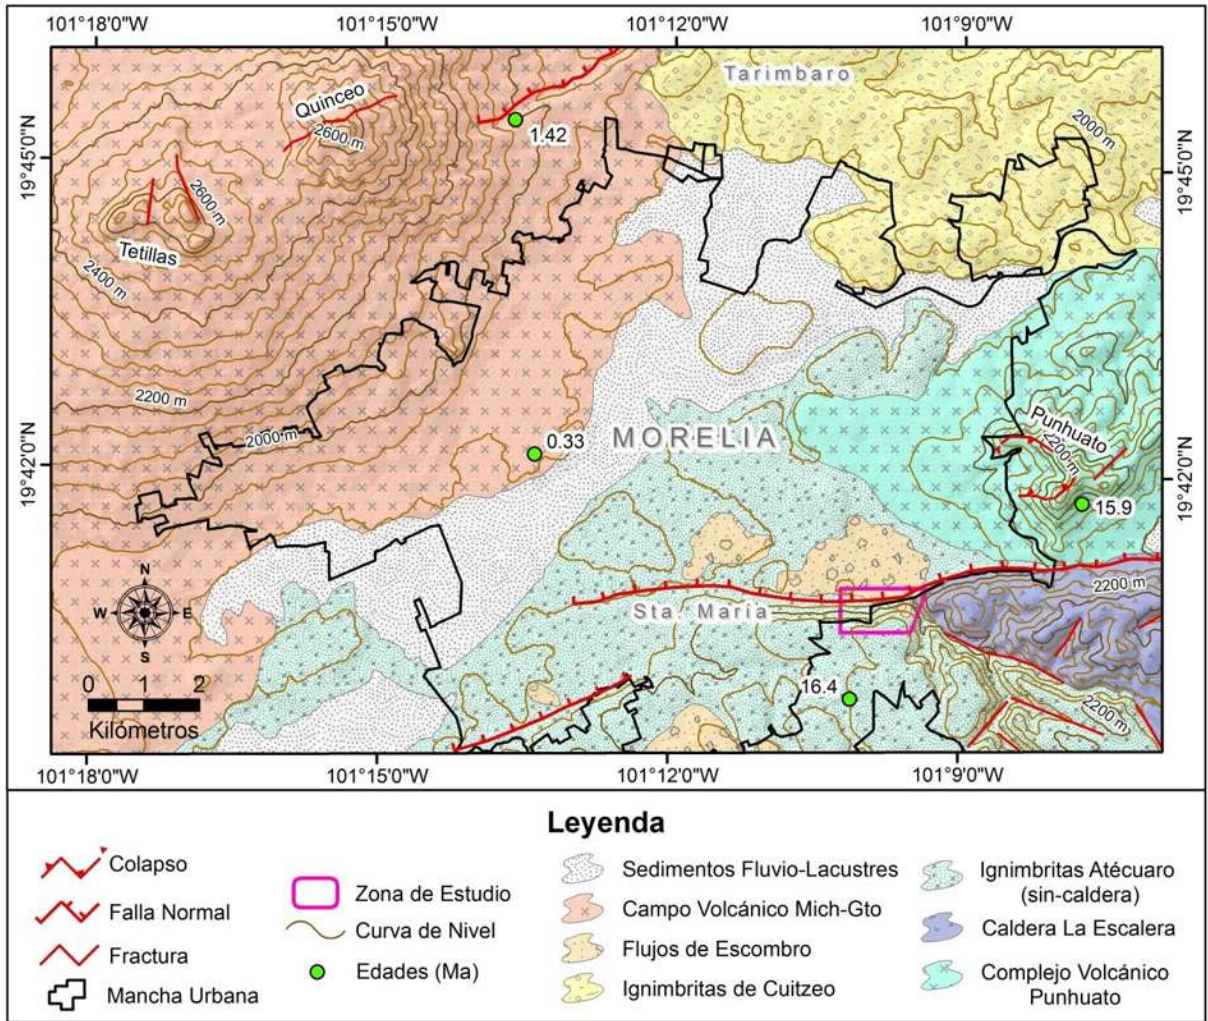 101°18'0"W 101°15'0"W 101°12'0"W 101°9'0"W
Tarimbaro
Quinceo
2600 m
1.42
2000 m
19°45'0"N
19°45'0"N
2600 m
Tetillas
2400 m
2200 m
2000 m
0.33
MORELIA
Punhuato
2200 m
19°42'0"N
19°42'0"N
15.9
N
W E
S
Sta. María
2200 m
0 1 2
Kilómetros
16.4
2200 m
101°18'0"W 101°15'0"W 101°12'0"W 101°9'0"W
Leyenda
Colapso
Falla Normal
Fractura
Mancha Urbana
Zona de Estudio
Curva de Nivel
Edades (Ma)
Sedimentos Fluvio-Lacustres
Campo Volcánico Mich-Gto
Flujos de Escombro
Ignimbritas de Cuitzeo
Ignimbritas Atécuaro
(sin-caldera)
Caldera La Escalera
Complejo Volcánico
Punhuato